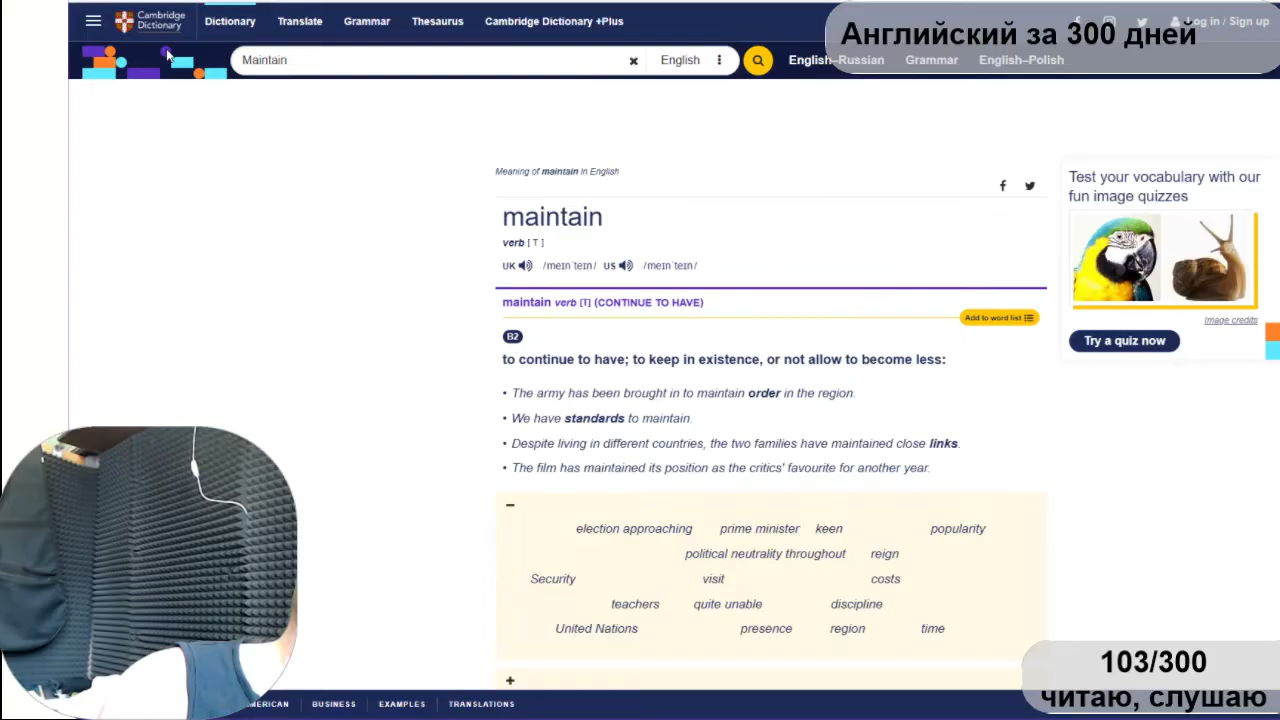 Cambridge
Dictionary
Dictionary Translate Grammar Thesaurus Cambridge Dictionary +Plus
Log in / Sign up
Английский за 300 дней
Maintain
English
English–Russian Grammar English–Polish
Meaning of maintain in English
maintain
verb [ T ]
UK /meɪnˈteɪn/ US /meɪnˈteɪn/
maintain verb [T] (CONTINUE TO HAVE)
Add to word list
B2
to continue to have; to keep in existence, or not allow to become less:
• The army has been brought in to maintain order in the region.
• We have standards to maintain.
• Despite living in different countries, the two families have maintained close links.
• The film has maintained its position as the critics' favourite for another year.
election approaching prime minister keen popularity
political neutrality throughout reign
Security visit costs
teachers quite unable discipline
United Nations presence region time
Test your vocabulary with our
fun image quizzes
Image credits
Try a quiz now
103/300
читаю, слушаю
BUSINESS EXAMPLES TRANSLATIONS